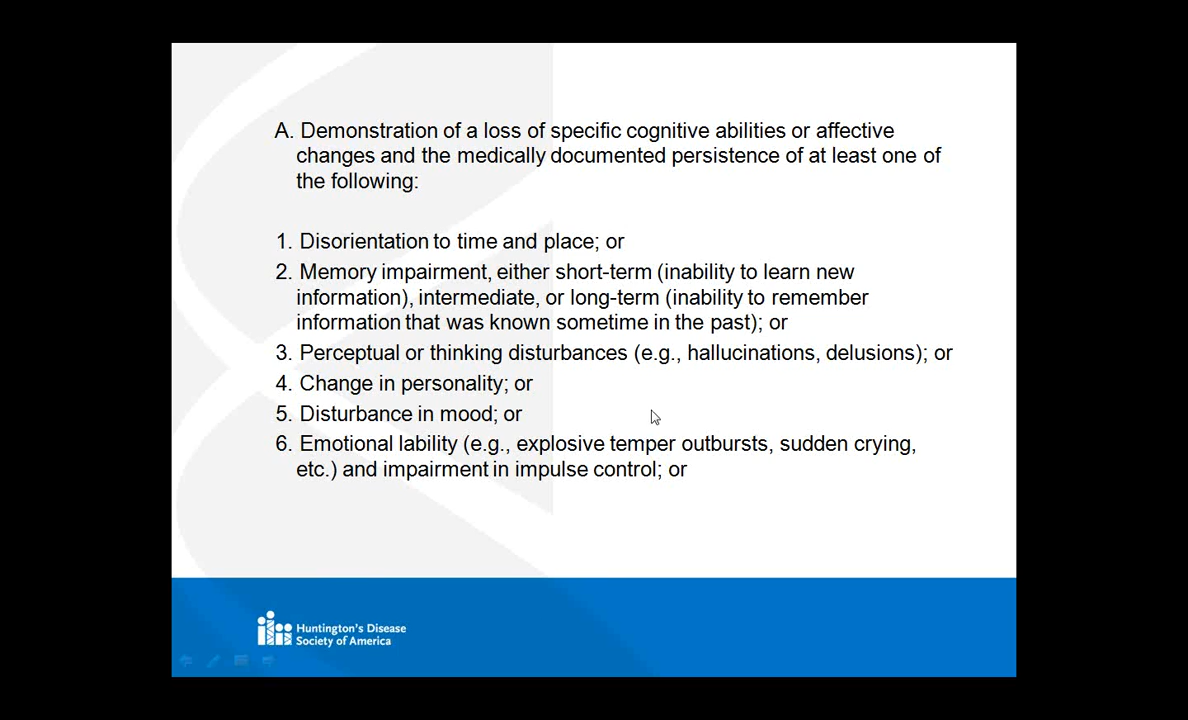 A. Demonstration of a loss of specific cognitive abilities or affective
changes and the medically documented persistence of at least one of
the following:
1. Disorientation to time and place; or
2. Memory impairment, either short-term (inability to learn new
information), intermediate, or long-term (inability to remember
information that was known sometime in the past); or
3. Perceptual or thinking disturbances (e.g., hallucinations, delusions); or
4. Change in personality; or
5. Disturbance in mood; or
6. Emotional lability (e.g., explosive temper outbursts, sudden crying,
etc.) and impairment in impulse control; or
Huntington's Disease
Society of America